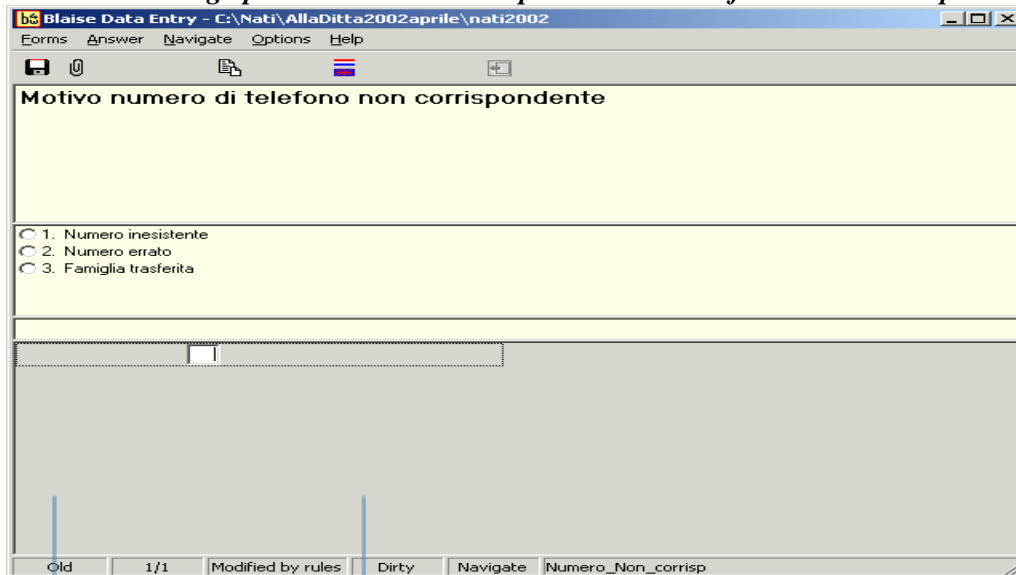 Blaise Data Entry - C:\Nati\AllaDitta2002aprile\nati2002
Forms Answer Navigate Options Help
Motivo numero di telefono non corrispondente
1. Numero inesistente
2. Numero errato
3. Famiglia trasferita
Old 1/1 Modified by rules Dirty Navigate Numero_Non_corrisp